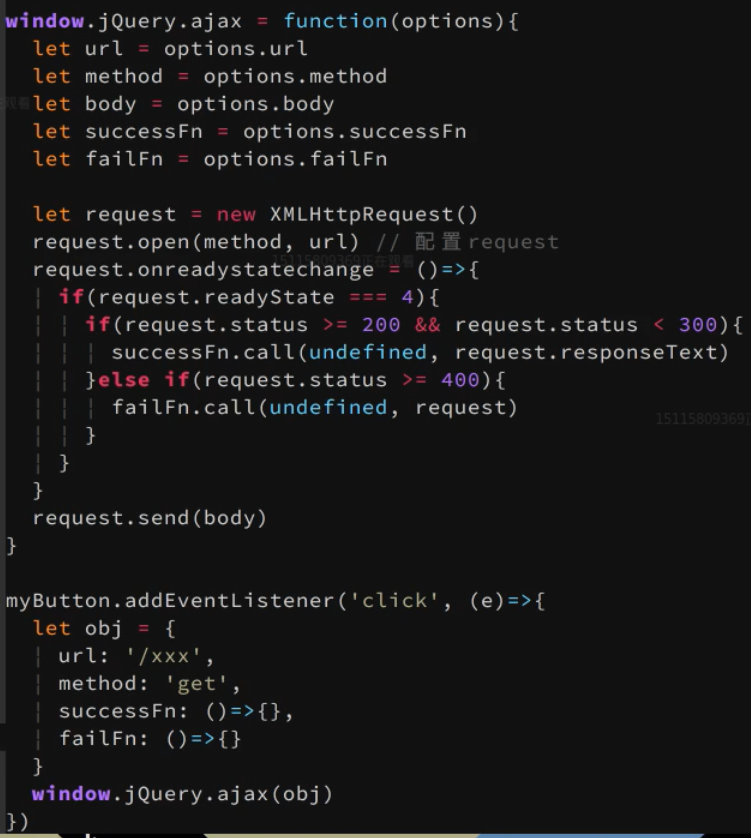 window.jQuery.ajax = function(options){
  let url = options.url
  let method = options.method
  let body = options.body
  let successFn = options.successFn
  let failFn = options.failFn

  let request = new XMLHttpRequest()
  request.open(method, url) // 配置request
  request.onreadystatechange = ()=>{
    if(request.readyState === 4){
      if(request.status >= 200 && request.status < 300){
        successFn.call(undefined, request.responseText)
      }else if(request.status >= 400){
        failFn.call(undefined, request)
      }
    }
  }
  request.send(body)
}

myButton.addEventListener('click', (e)=>{
  let obj = {
    url: '/xxx',
    method: 'get',
    successFn: ()=>{},
    failFn: ()=>{}
  }
  window.jQuery.ajax(obj)
})
15115809369正在观看
15115809369
观看